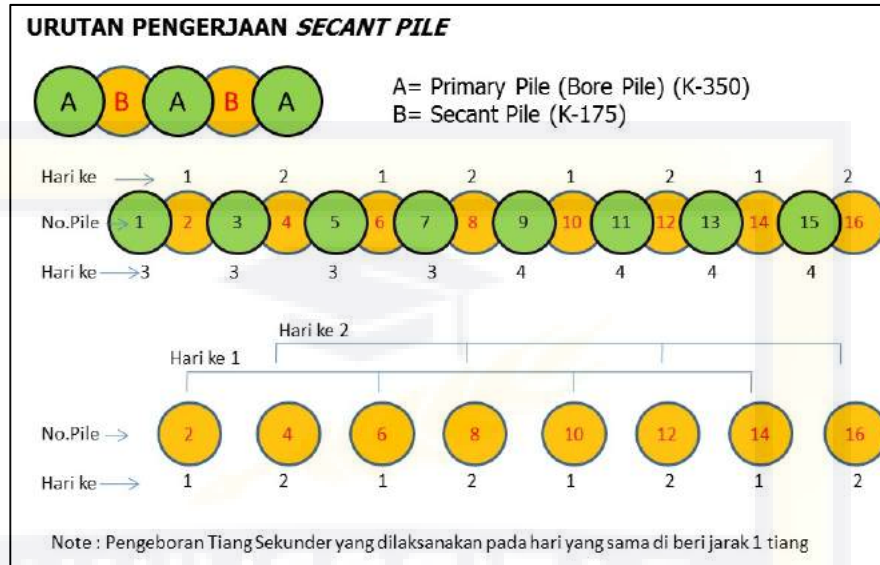 URUTAN PENGERJAAN SECANT PILE
A B A B A
A= Primary Pile (Bore Pile) (K-350)
B= Secant Pile (K-175)
Hari ke 1 2 1 2 1 2 1 2
No.Pile 1 2 3 4 5 6 7 8 9 10 11 12 13 14 15 16
Hari ke 3 3 3 3 4 4 4 4
Hari ke 2
Hari ke 1
No.Pile 2 4 6 8 10 12 14 16
Hari ke 1 2 1 2 1 2 1 2
Note : Pengeboran Tiang Sekunder yang dilaksanakan pada hari yang sama di beri jarak 1 tiang